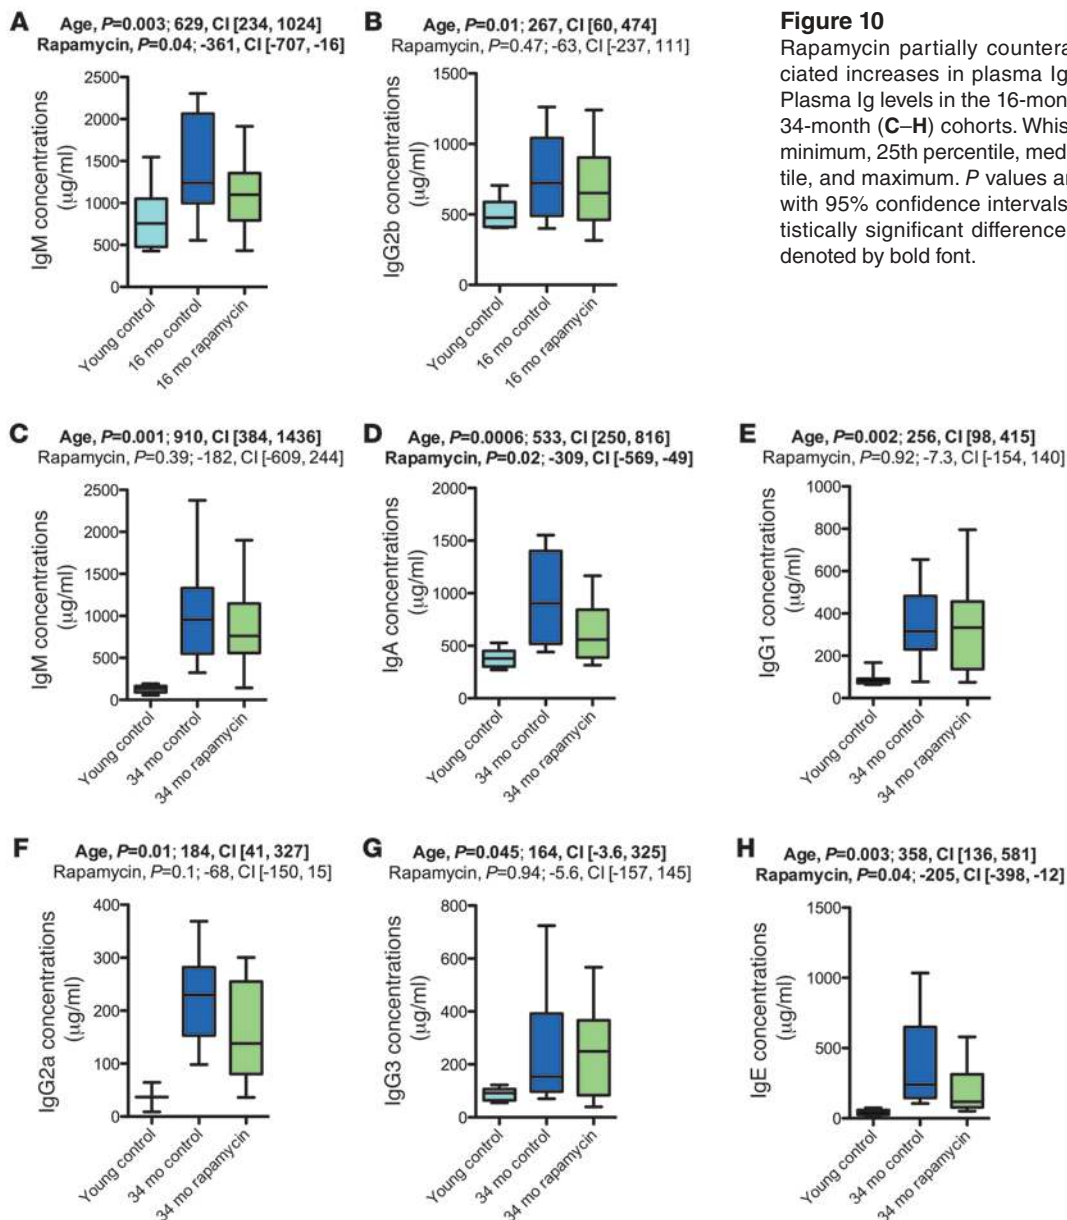 A
Age, P=0.003; 629, CI [234, 1024]
Rapamycin, P=0.04; -361, CI [-707, -16]
2500
2000
1500
1000
500
0
IgM concentrations
(μg/ml)
Young control
16 mo control
16 mo rapamycin
B
Age, P=0.01; 267, CI [60, 474]
Rapamycin, P=0.47; -63, CI [-237, 111]
1500
1000
500
0
IgG2b concentrations
(μg/ml)
Young control
16 mo control
16 mo rapamycin
Figure 10
Rapamycin partially countera
ciated increases in plasma Ig
Plasma Ig levels in the 16-mon
34-month (C–H) cohorts. Whis
minimum, 25th percentile, med
tile, and maximum. P values ar
with 95% confidence intervals
tistically significant difference
denoted by bold font.
C
Age, P=0.001; 910, CI [384, 1436]
Rapamycin, P=0.39; -182, CI [-609, 244]
2500
2000
1500
1000
500
0
IgM concentrations
(μg/ml)
Young control
34 mo control
34 mo rapamycin
D
Age, P=0.0006; 533, CI [250, 816]
Rapamycin, P=0.02; -309, CI [-569, -49]
2000
1500
1000
500
0
IgA concentrations
(μg/ml)
Young control
34 mo control
34 mo rapamycin
E
Age, P=0.002; 256, CI [98, 415]
Rapamycin, P=0.92; -7.3, CI [-154, 140]
1000
800
600
400
200
0
IgG1 concentrations
(μg/ml)
Young control
34 mo control
34 mo rapamycin
F
Age, P=0.01; 184, CI [41, 327]
Rapamycin, P=0.1; -68, CI [-150, 15]
400
300
200
100
0
IgG2a concentrations
(μg/ml)
Young control
34 mo control
34 mo rapamycin
G
Age, P=0.045; 164, CI [-3.6, 325]
Rapamycin, P=0.94; -5.6, CI [-157, 145]
800
600
400
200
0
IgG3 concentrations
(μg/ml)
Young control
34 mo control
34 mo rapamycin
H
Age, P=0.003; 358, CI [136, 581]
Rapamycin, P=0.04; -205, CI [-398, -12]
1500
1000
500
0
IgE concentrations
(μg/ml)
Young control
34 mo control
34 mo rapamycin